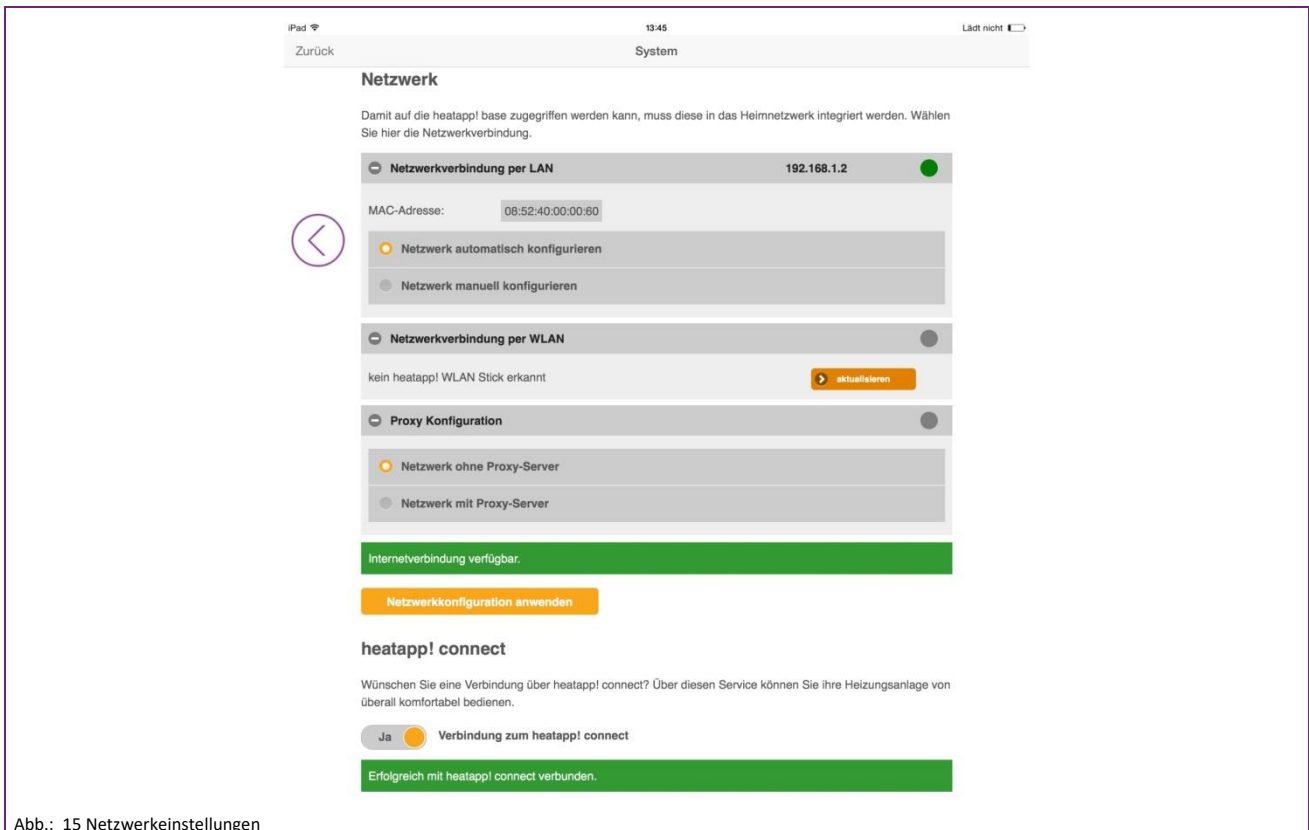 iPad 13:45 Lädt nicht
Zurück System
Netzwerk
Damit auf die heatapp! base zugegriffen werden kann, muss diese in das Heimnetzwerk integriert werden. Wählen
Sie hier die Netzwerkverbindung.
Netzwerkverbindung per LAN 192.168.1.2
MAC-Adresse: 08:52:40:00:00:60
Netzwerk automatisch konfigurieren
Netzwerk manuell konfigurieren
Netzwerkverbindung per WLAN
kein heatapp! WLAN Stick erkannt aktualisieren
Proxy Konfiguration
Netzwerk ohne Proxy-Server
Netzwerk mit Proxy-Server
Internetverbindung verfügbar.
Netzwerkkonfiguration anwenden
heatapp! connect
Wünschen Sie eine Verbindung über heatapp! connect? Über diesen Service können Sie ihre Heizungsanlage von
überall komfortabel bedienen.
Ja Verbindung zum heatapp! connect
Erfolgreich mit heatapp! connect verbunden.
Abb.: 15 Netzwerkeinstellungen